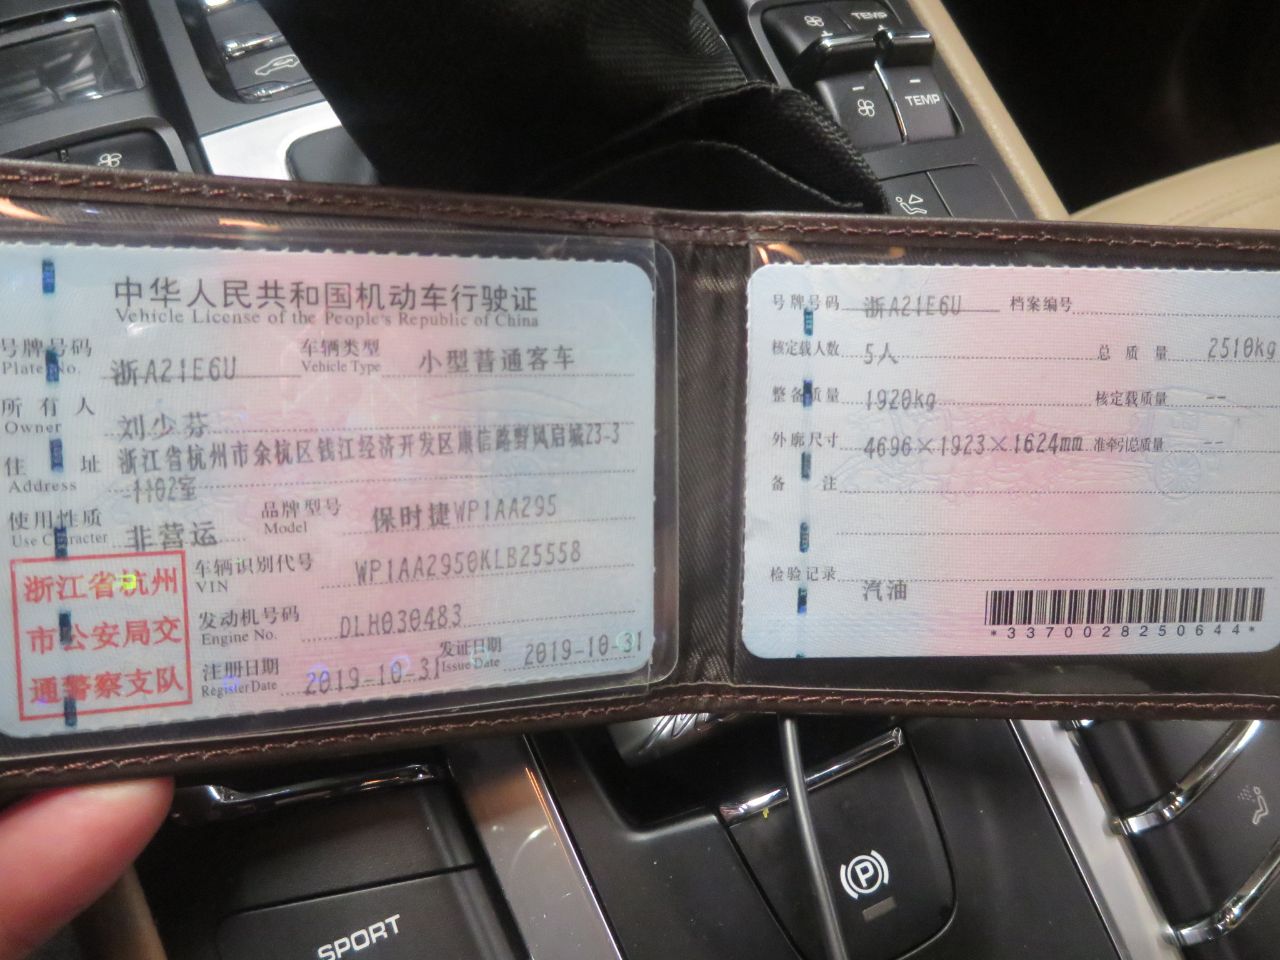 TEMP
TEMP
中华人民共和国机动车行驶证
Vehicle License of the People's Republic of China
号牌号码 浙A21E6U 车辆类型 小型普通客车
Plate No. Vehicle Type
所有人 刘少芬
Owner
住址 浙江省杭州市余杭区钱江经济开发区康信路野风启城23-3
Address 1102室
使用性质 非营运 品牌型号 保时捷WP1AA295
Use Character Model
浙江省杭州
市公安局交
通警察支队
车辆识别代号 WP1AA2950KLB25558
VIN
发动机号码 DLH030483
Engine No.
注册日期 2019-10-31 发证日期 2019-10-31
Register Date Issue Date
号牌号码 浙A21E6U 档案编号
核定载人数 5人 总质量 2510kg
整备质量 1920kg 核定载质量 --
外廓尺寸 4696×1923×1624mm 准牵引总质量 --
备注
检验记录 汽油
*3370028250644*
P
SPORT